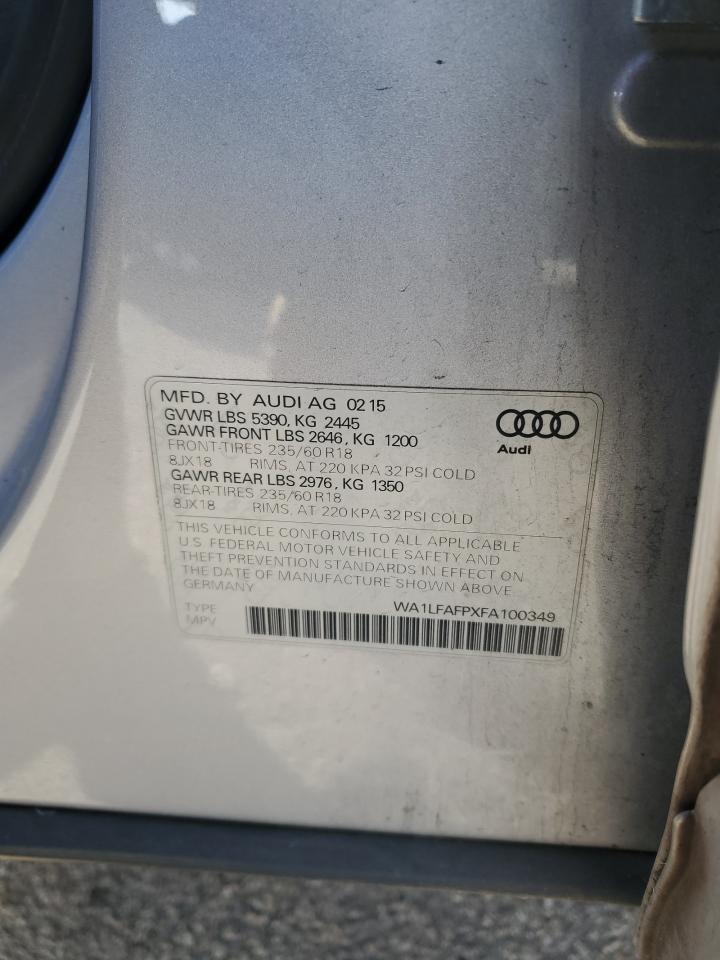 MFD. BY AUDI AG 02 15
GVWR LBS 5390, KG 2445
GAWR FRONT LBS 2646, KG 1200
FRONT-TIRES 235/60 R18
8JX18 RIMS, AT 220 KPA 32 PSI COLD
GAWR REAR LBS 2976, KG 1350
REAR-TIRES 235/60 R18
8JX18 RIMS, AT 220 KPA 32 PSI COLD
Audi
THIS VEHICLE CONFORMS TO ALL APPLICABLE
U.S. FEDERAL MOTOR VEHICLE SAFETY AND
THEFT PREVENTION STANDARDS IN EFFECT ON
THE DATE OF MANUFACTURE SHOWN ABOVE.
GERMANY
WA1LFAFPXFA100349
TYPE
MPV